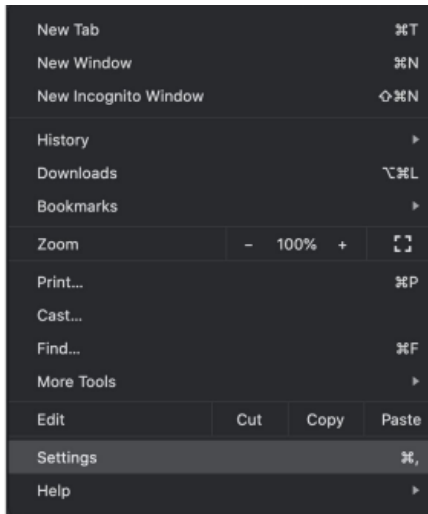 New Tab ⌘T
New Window ⌘N
New Incognito Window ⇧⌘N
History
Downloads ⌥⌘L
Bookmarks
Zoom - 100% +
Print... ⌘P
Cast...
Find... ⌘F
More Tools
Edit Cut Copy Paste
Settings ⌘,
Help